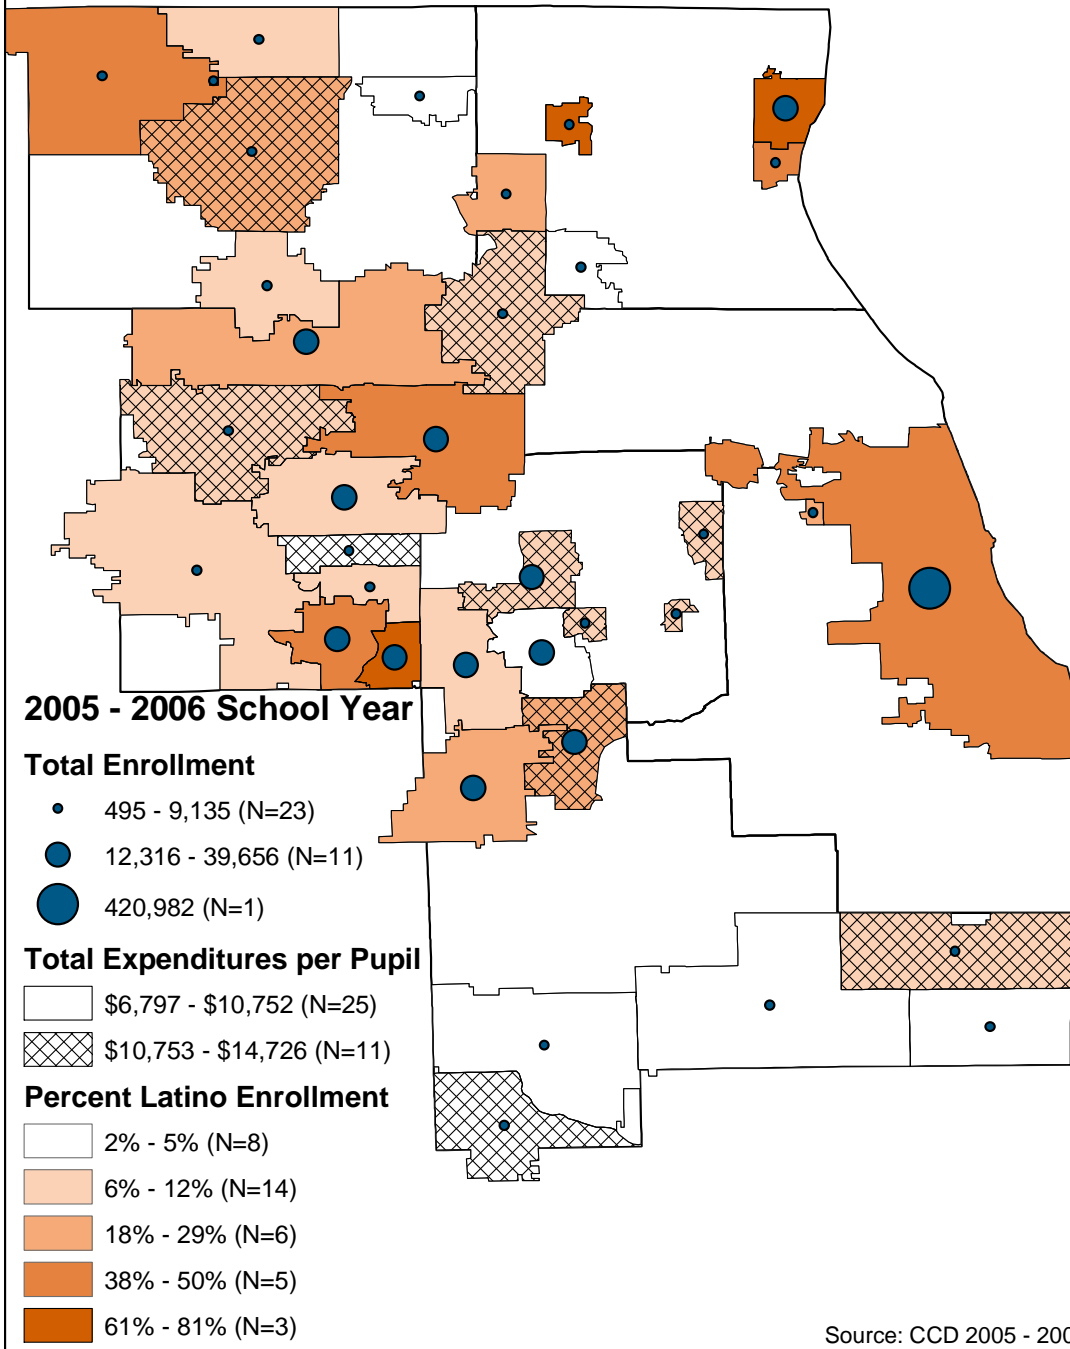 2005 - 2006 School Year
Total Enrollment
495 - 9,135 (N=23)
12,316 - 39,656 (N=11)
420,982 (N=1)
Total Expenditures per Pupil
$6,797 - $10,752 (N=25)
$10,753 - $14,726 (N=11)
Percent Latino Enrollment
2% - 5% (N=8)
6% - 12% (N=14)
18% - 29% (N=6)
38% - 50% (N=5)
61% - 81% (N=3)
Source: CCD 2005 - 200